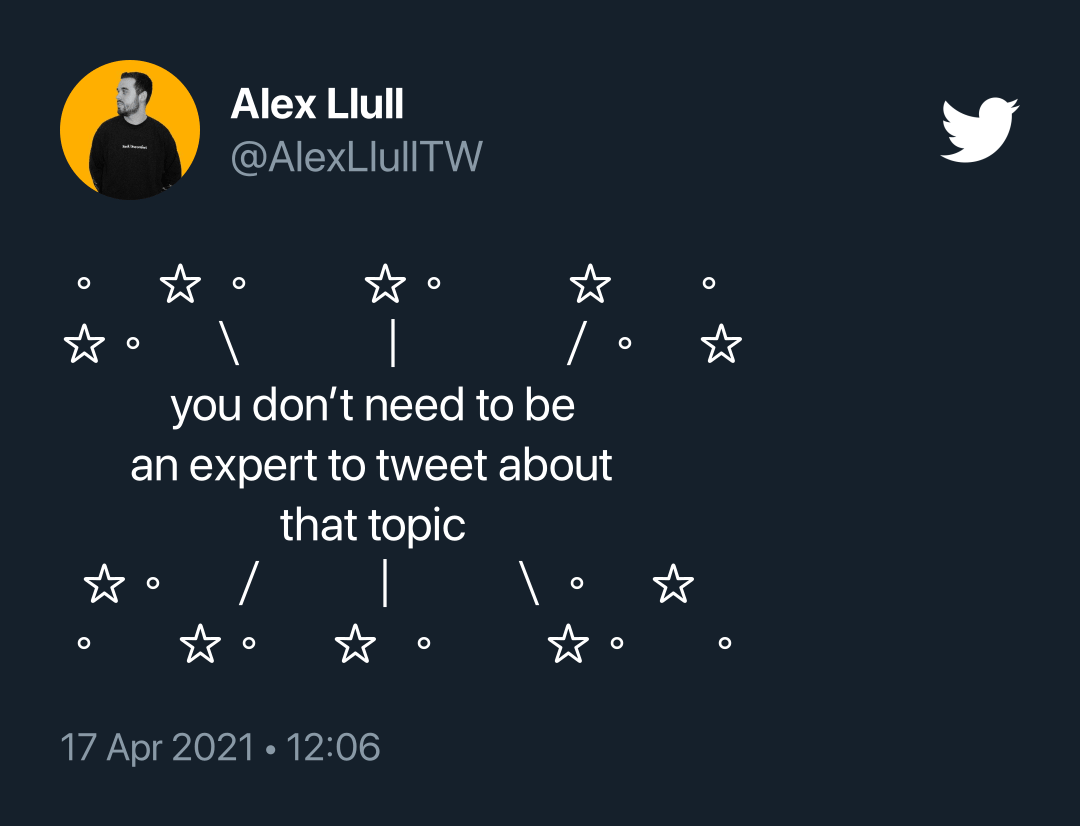 Alex Llull
@AlexLlullTW
° ☆ ° ☆ ° ☆ °
☆ ° \ | / ° ☆
you don’t need to be
an expert to tweet about
that topic
☆ ° / | \ ° ☆
° ☆ ° ☆ ° ☆ ° °
17 Apr 2021 • 12:06